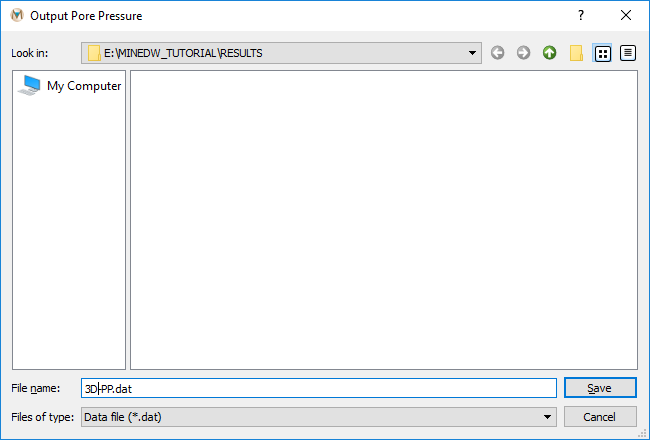 Output Pore Pressure
Look in: E:\MINEDW_TUTORIAL\RESULTS
My Computer
File name: 3D-PP.dat Save
Files of type: Data file (*.dat) Cancel